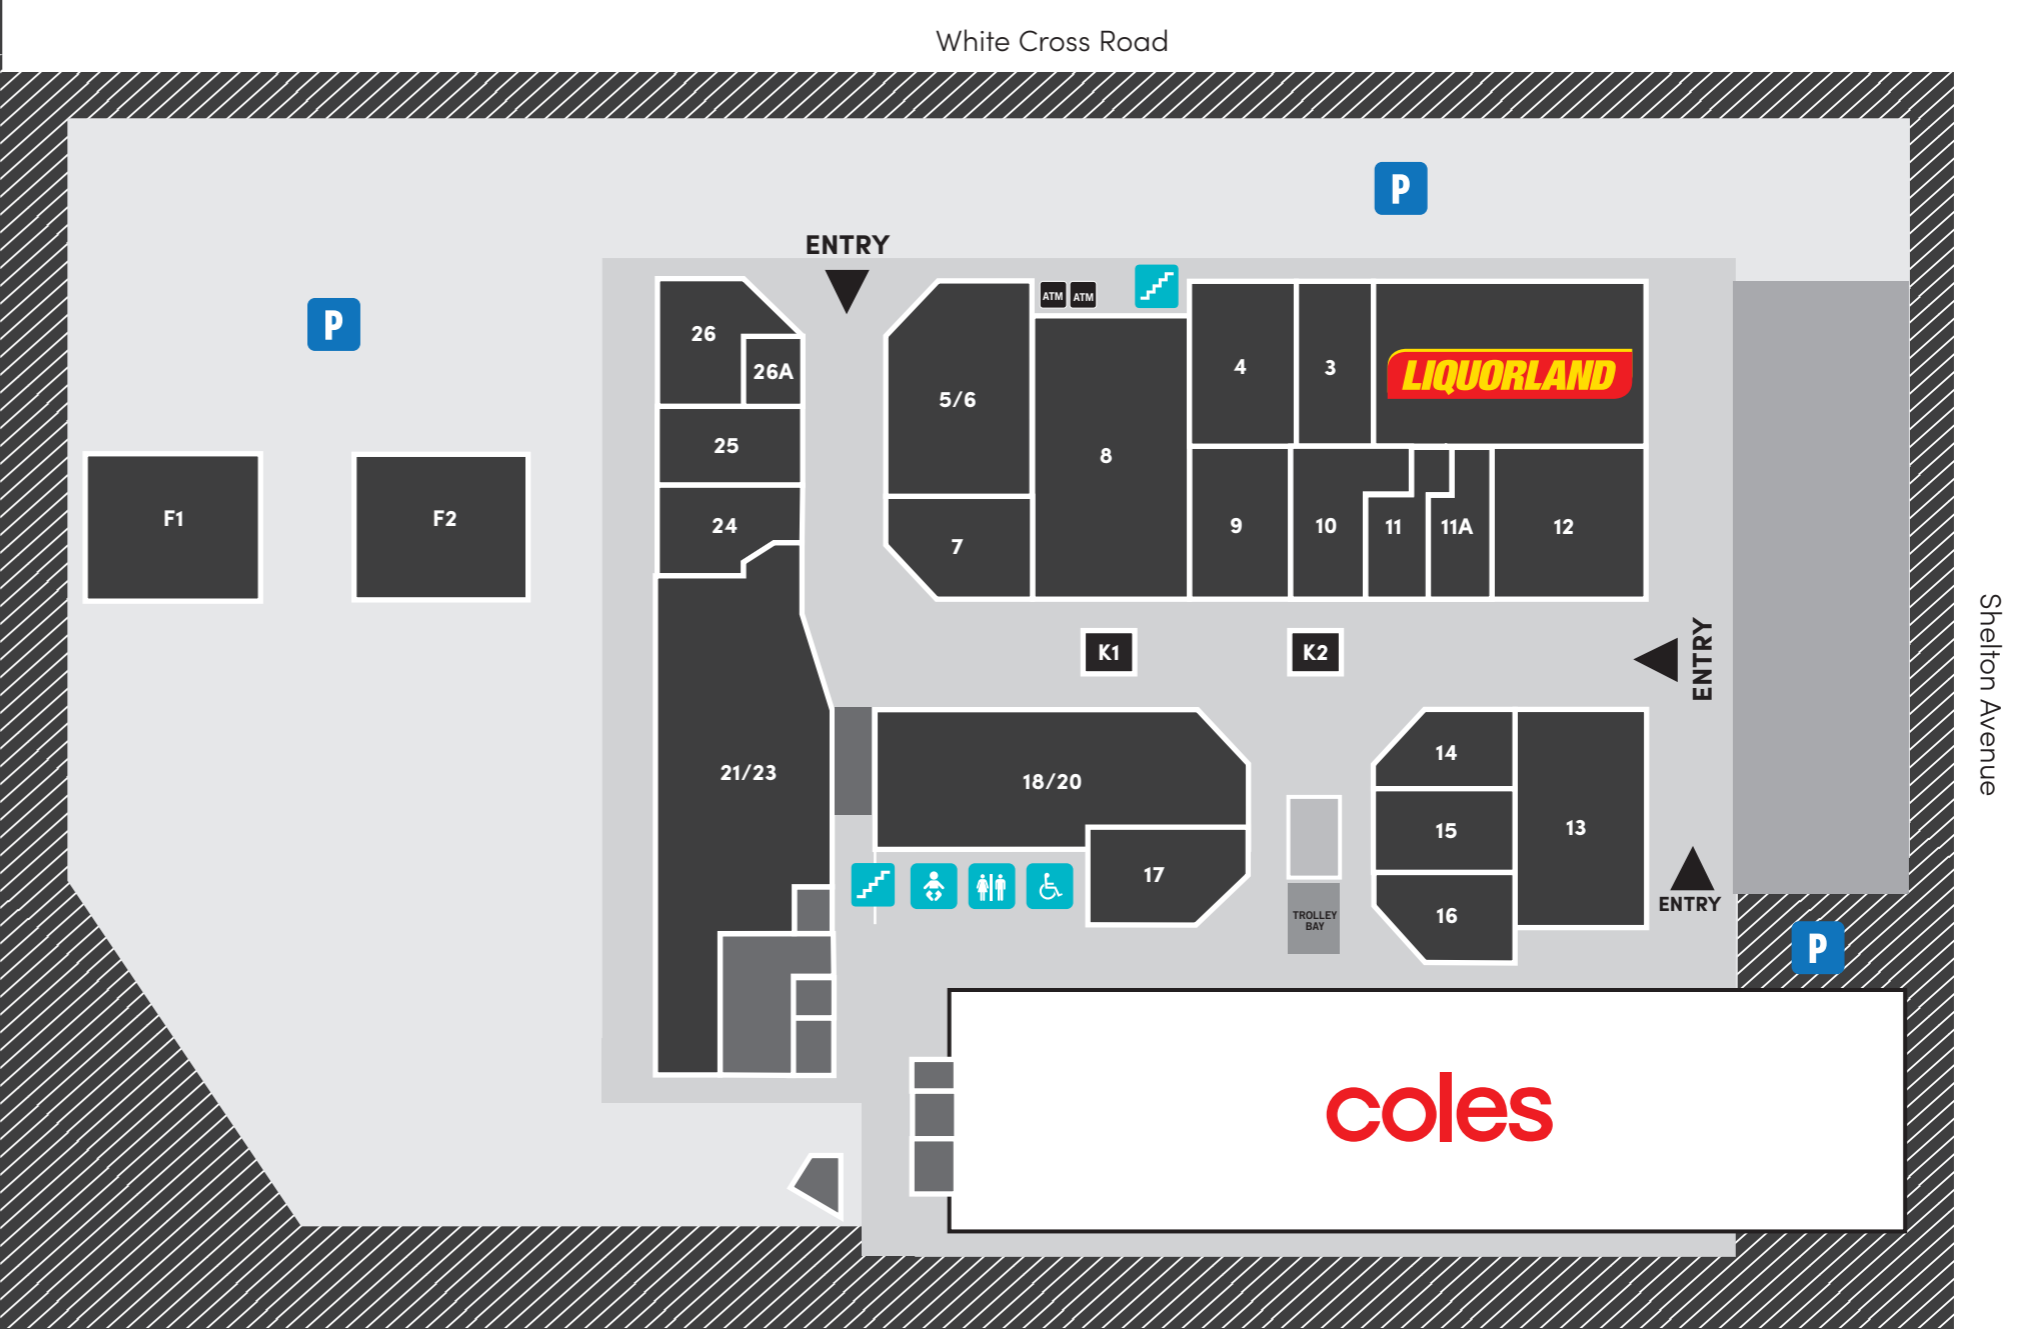 White Cross Road
P
ENTRY
P
ATM ATM
26
26A
5/6
4
3
LIQUORLAND
25
8
F1
F2
24
7
9
10
11
11A
12
K1
K2
ENTRY
Shelton Avenue
21/23
18/20
14
15
13
17
16
TROLLEY
BAY
ENTRY
P
coles